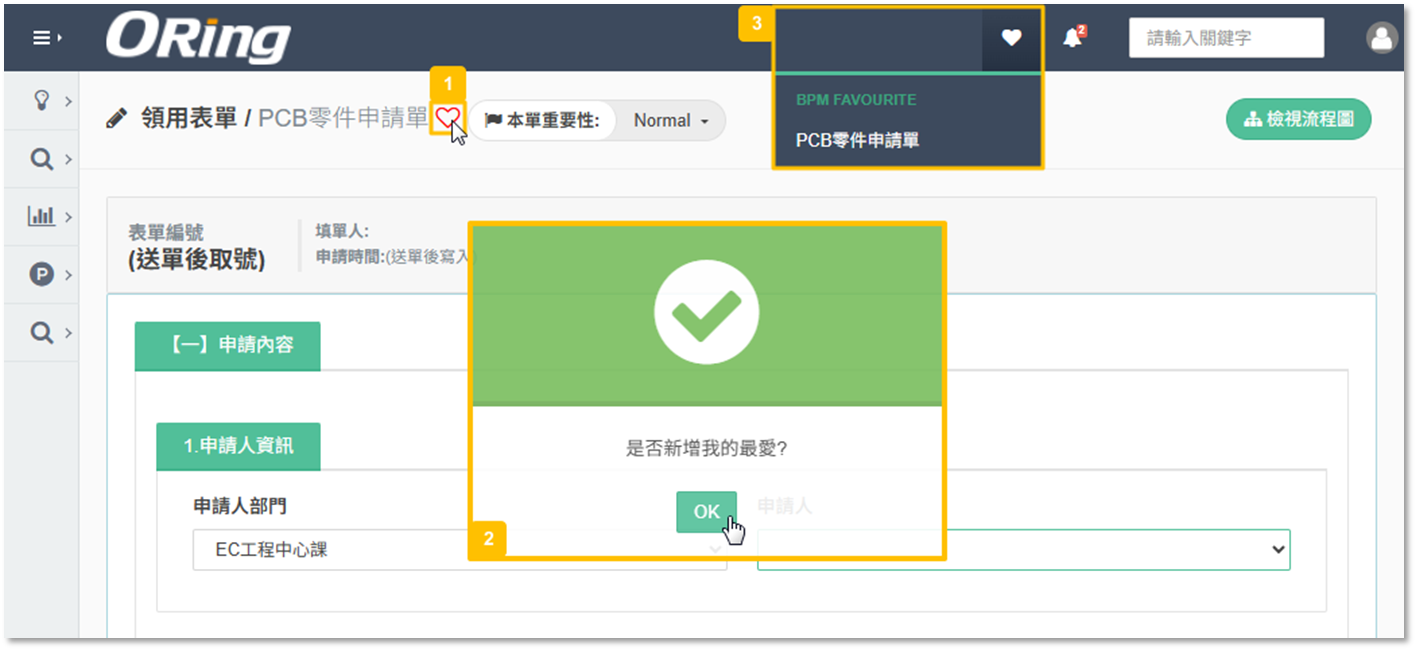 ORing
3
2
請輸入關鍵字
1
領用表單 / PCB零件申請單
本單重要性:
Normal
BPM FAVOURITE
PCB零件申請單
檢視流程圖
表單編號
(送單後取號)
填單人:
申請時間:(送單後寫入
P
【一】申請內容
1.申請人資訊
是否新增我的最愛?
OK
2
申請人部門
申請人
EC工程中心課